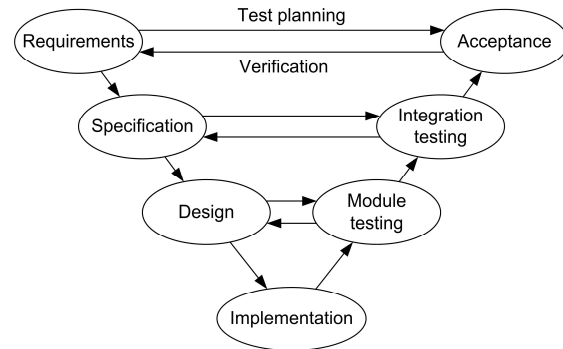 Test planning
Requirements
Acceptance
Verification
Specification
Integration
testing
Design
Module
testing
Implementation